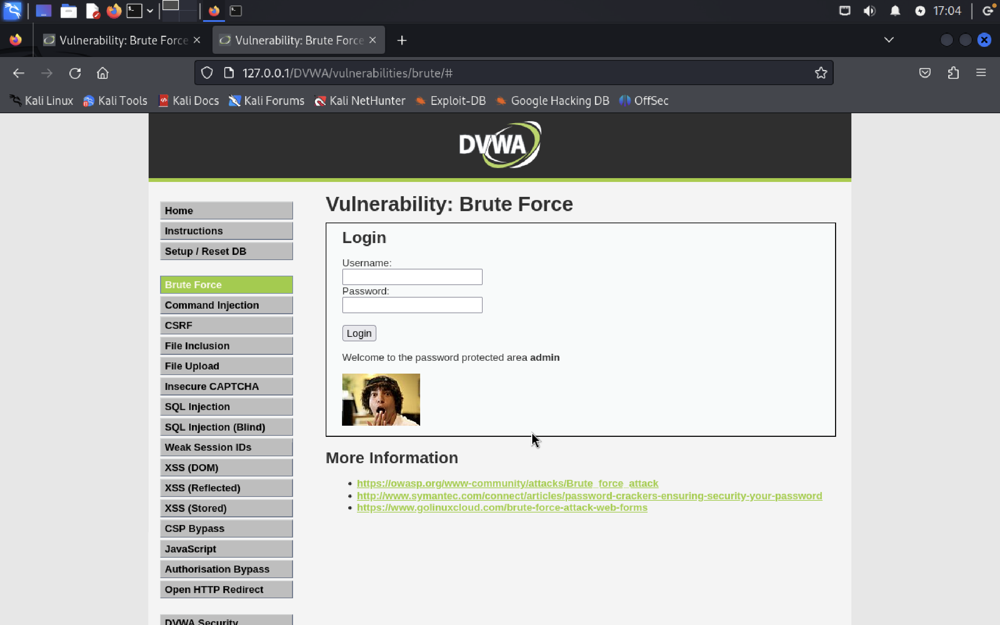 17:04
Vulnerability: Brute Force
Vulnerability: Brute Force
127.0.0.1/DVWA/vulnerabilities/brute/#
Kali Linux Kali Tools Kali Docs Kali Forums Kali NetHunter Exploit-DB Google Hacking DB OffSec
DVWA
Home
Instructions
Setup / Reset DB
Brute Force
Command Injection
CSRF
File Inclusion
File Upload
Insecure CAPTCHA
SQL Injection
SQL Injection (Blind)
Weak Session IDs
XSS (DOM)
XSS (Reflected)
XSS (Stored)
CSP Bypass
JavaScript
Authorisation Bypass
Open HTTP Redirect
DVWA Security
Vulnerability: Brute Force
Login
Username:
Password:
Login
Welcome to the password protected area admin
More Information
https://owasp.org/www-community/attacks/Brute_force_attack
http://www.symantec.com/connect/articles/password-crackers-ensuring-security-your-password
https://www.golinuxcloud.com/brute-force-attack-web-forms